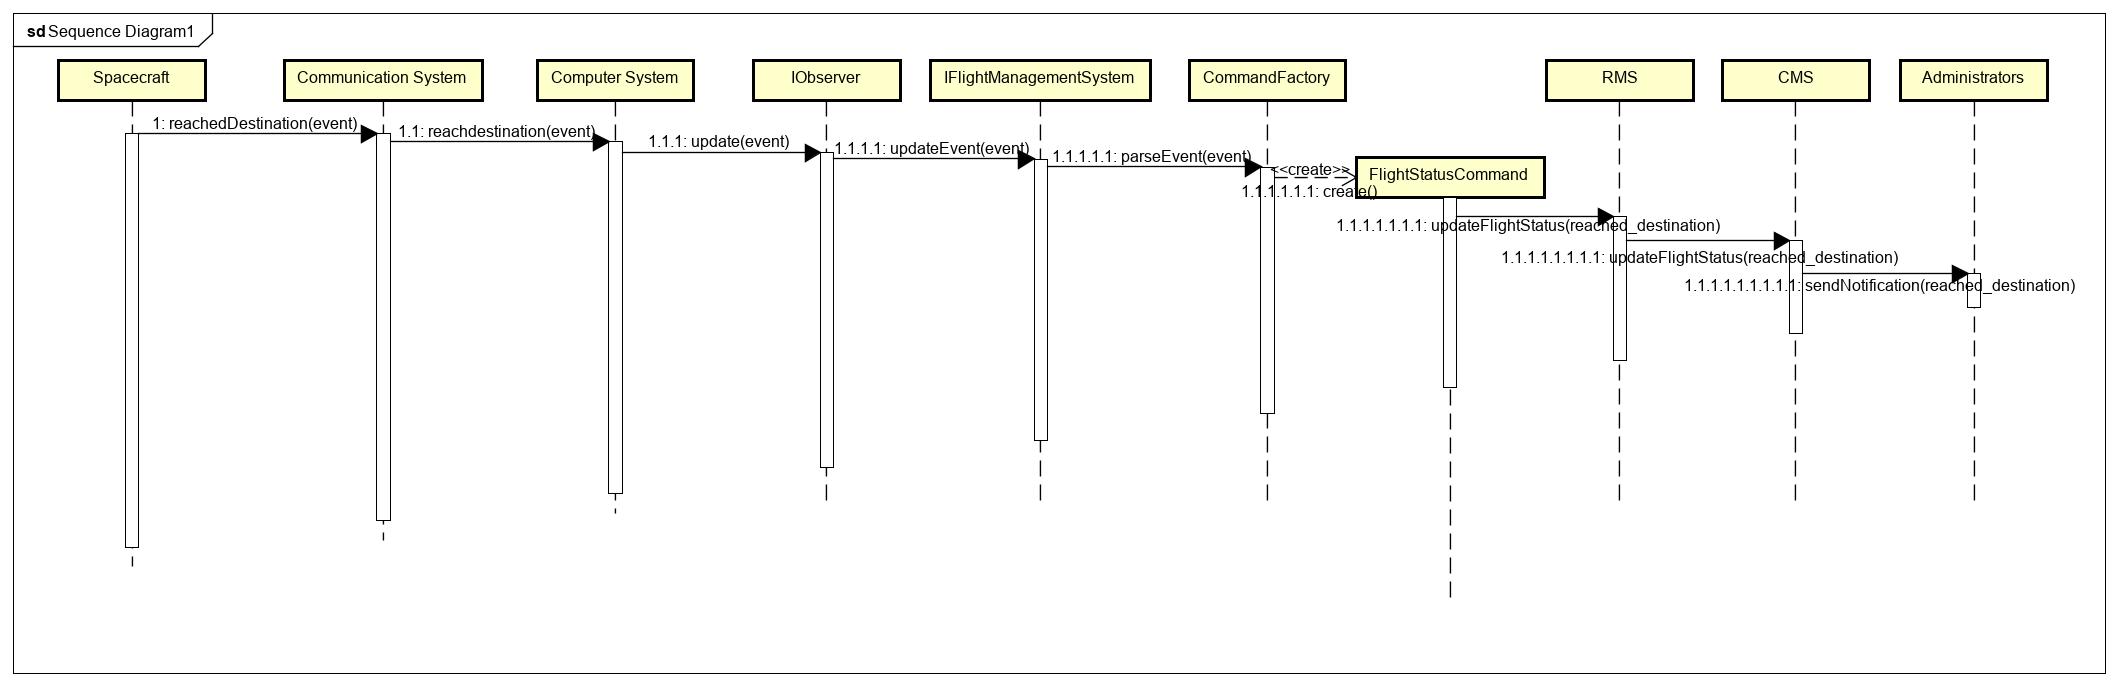 sd Sequence Diagram1
Spacecraft
Communication System
Computer System
IObserver
IFlightManagementSystem
CommandFactory
RMS
CMS
Administrators
1: reachedDestination(event)
1.1: reachdestination(event)
1.1.1: update(event)
1.1.1.1: updateEvent(event)
1.1.1.1.1: parseEvent(event)
<<create>>
FlightStatusCommand
1.1.1.1.1.1: create()
1.1.1.1.1.1.1: updateFlightStatus(reached_destination)
1.1.1.1.1.1.1.1: updateFlightStatus(reached_destination)
1.1.1.1.1.1.1.1.1: sendNotification(reached_destination)